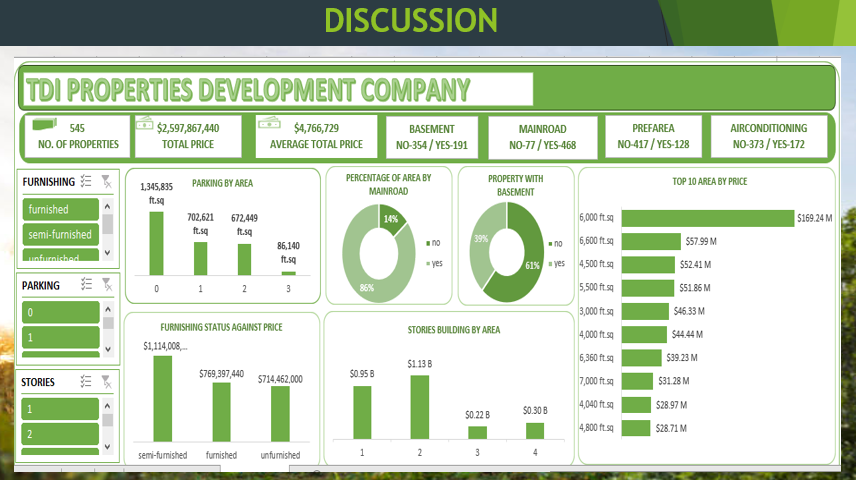 DISCUSSION
TDI PROPERTIES DEVELOPMENT COMPANY
545
NO. OF PROPERTIES
$2,597,867,440
TOTAL PRICE
$4,766,729
AVERAGE TOTAL PRICE
BASEMENT
NO-354 / YES-191
MAINROAD
NO-77 / YES-468
PREFAREA
NO-417 / YES-128
AIRCONDITIONING
NO-373 / YES-172
FURNISHING
furnished
semi-furnished
unfurnished
PARKING
0
1
STORIES
1
2
PARKING BY AREA
1,345,835
ft.sq
702,621
ft.sq
672,449
ft.sq
86,140
ft.sq
0
1
2
3
PERCENTAGE OF AREA BY
MAINROAD
14%
86%
no
yes
PROPERTY WITH
BASEMENT
39%
61%
no
yes
TOP 10 AREA BY PRICE
6,000 ft.sq
$169.24 M
6,600 ft.sq
$57.99 M
4,500 ft.sq
$52.41 M
5,500 ft.sq
$51.86 M
3,000 ft.sq
$46.33 M
4,000 ft.sq
$44.44 M
6,360 ft.sq
$39.23 M
7,000 ft.sq
$31.28 M
4,040 ft.sq
$28.97 M
4,800 ft.sq
$28.71 M
FURNISHING STATUS AGAINST PRICE
$1,114,008,...
$769,397,440
$714,462,000
semi-furnished
furnished
unfurnished
STORIES BUILDING BY AREA
$0.95 B
$1.13 B
$0.22 B
$0.30 B
1
2
3
4